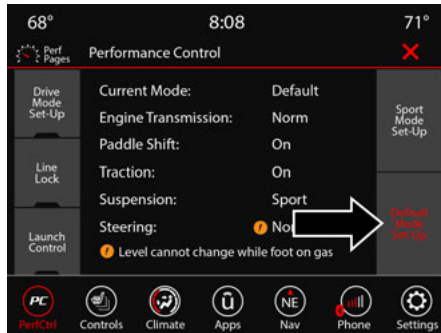 68°
8:08
71°
Perf
Pages
Performance Control
Drive
Mode
Set-Up
Line
Lock
Launch
Control
Current Mode: Default
Engine Transmission: Norm
Paddle Shift: On
Traction: On
Suspension: Sport
Steering:
Level cannot change while foot on gas
Sport
Mode
Set-Up
Default
Mode
Set-Up
PC
PerfCtrl
Controls
Climate
Ü
Apps
NE
Nav
Phone
Settings